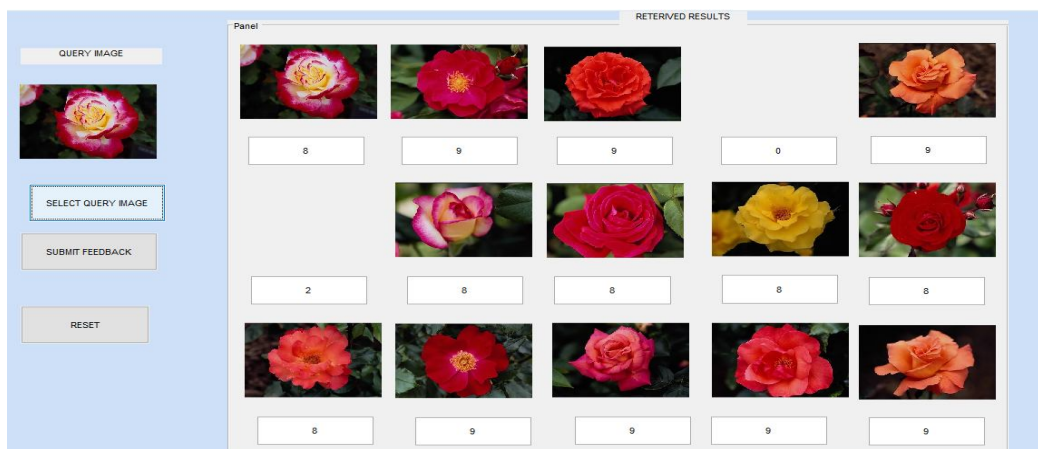 RETERIVED RESULTS
Panel
QUERY IMAGE
8 9 9 0 9
SELECT QUERY IMAGE
SUBMIT FEEDBACK
2 8 8 8 8
RESET
8 9 9 9 9